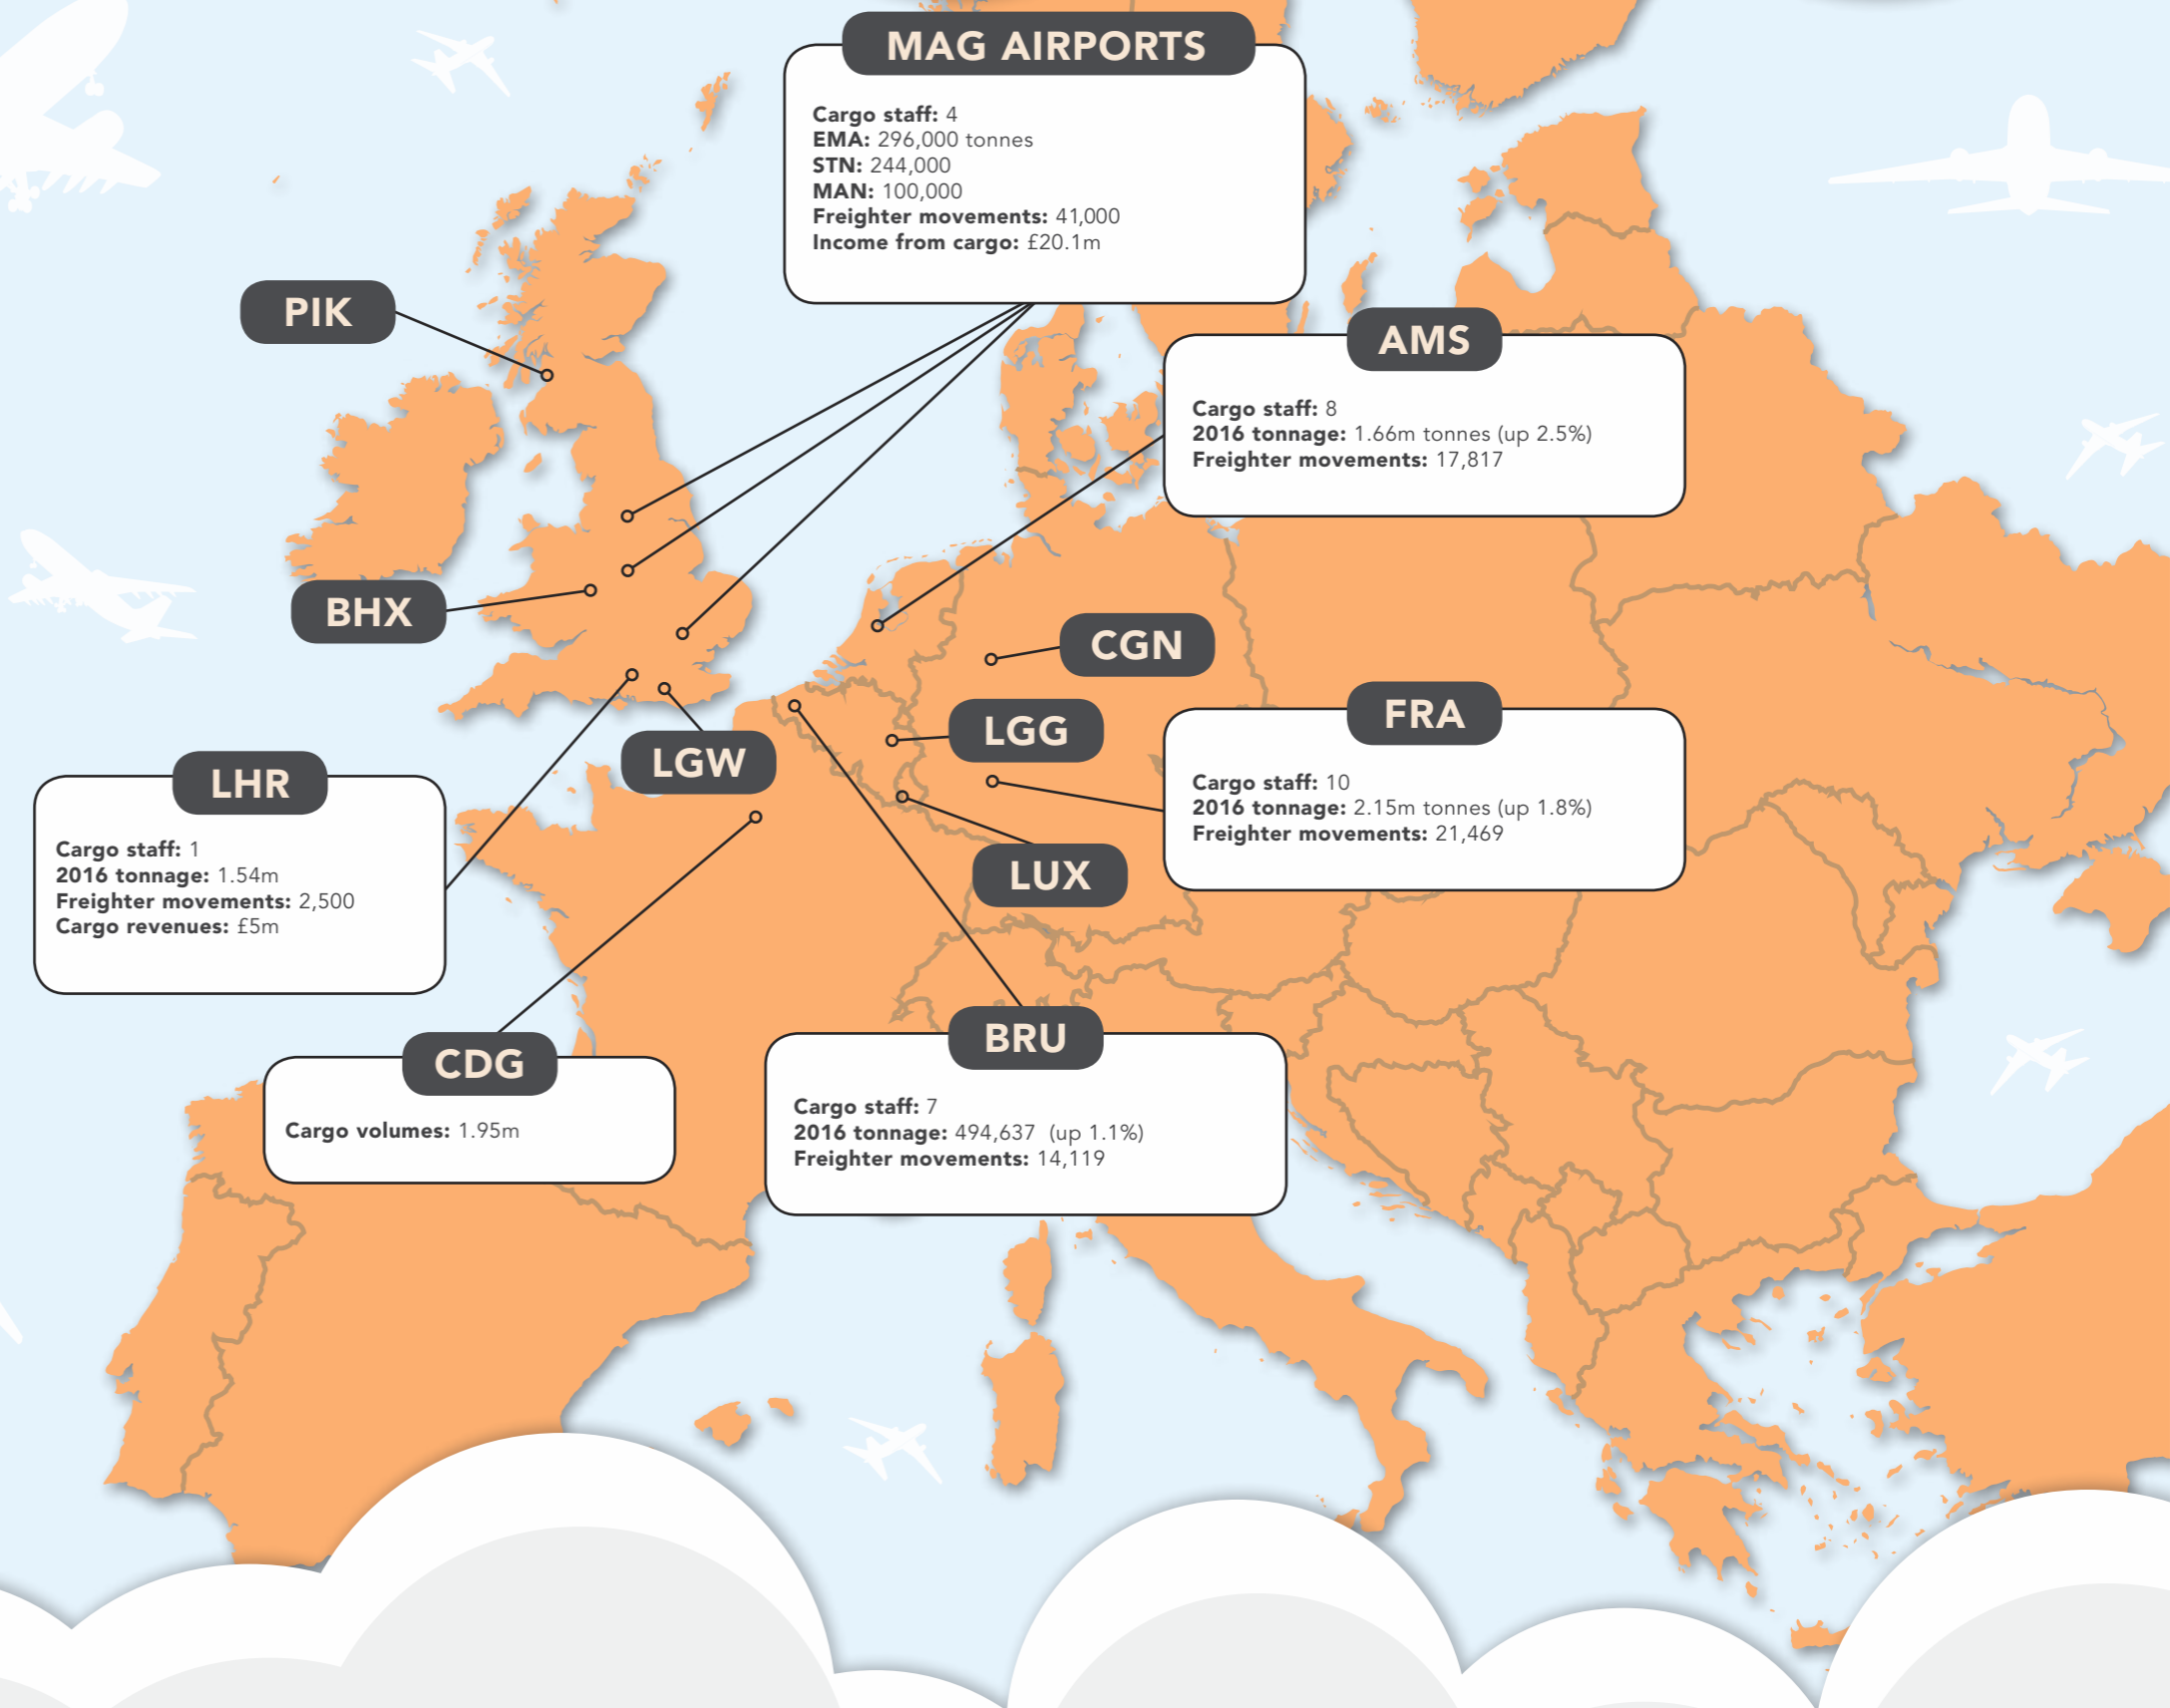 MAG AIRPORTS
Cargo staff: 4
EMA: 296,000 tonnes
STN: 244,000
MAN: 100,000
Freighter movements: 41,000
Income from cargo: £20.1m
PIK
AMS
Cargo staff: 8
2016 tonnage: 1.66m tonnes (up 2.5%)
Freighter movements: 17,817
BHX
CGN
LGG
FRA
Cargo staff: 10
2016 tonnage: 2.15m tonnes (up 1.8%)
Freighter movements: 21,469
LGW
LHR
Cargo staff: 1
2016 tonnage: 1.54m
Freighter movements: 2,500
Cargo revenues: £5m
LUX
CDG
Cargo volumes: 1.95m
BRU
Cargo staff: 7
2016 tonnage: 494,637 (up 1.1%)
Freighter movements: 14,119